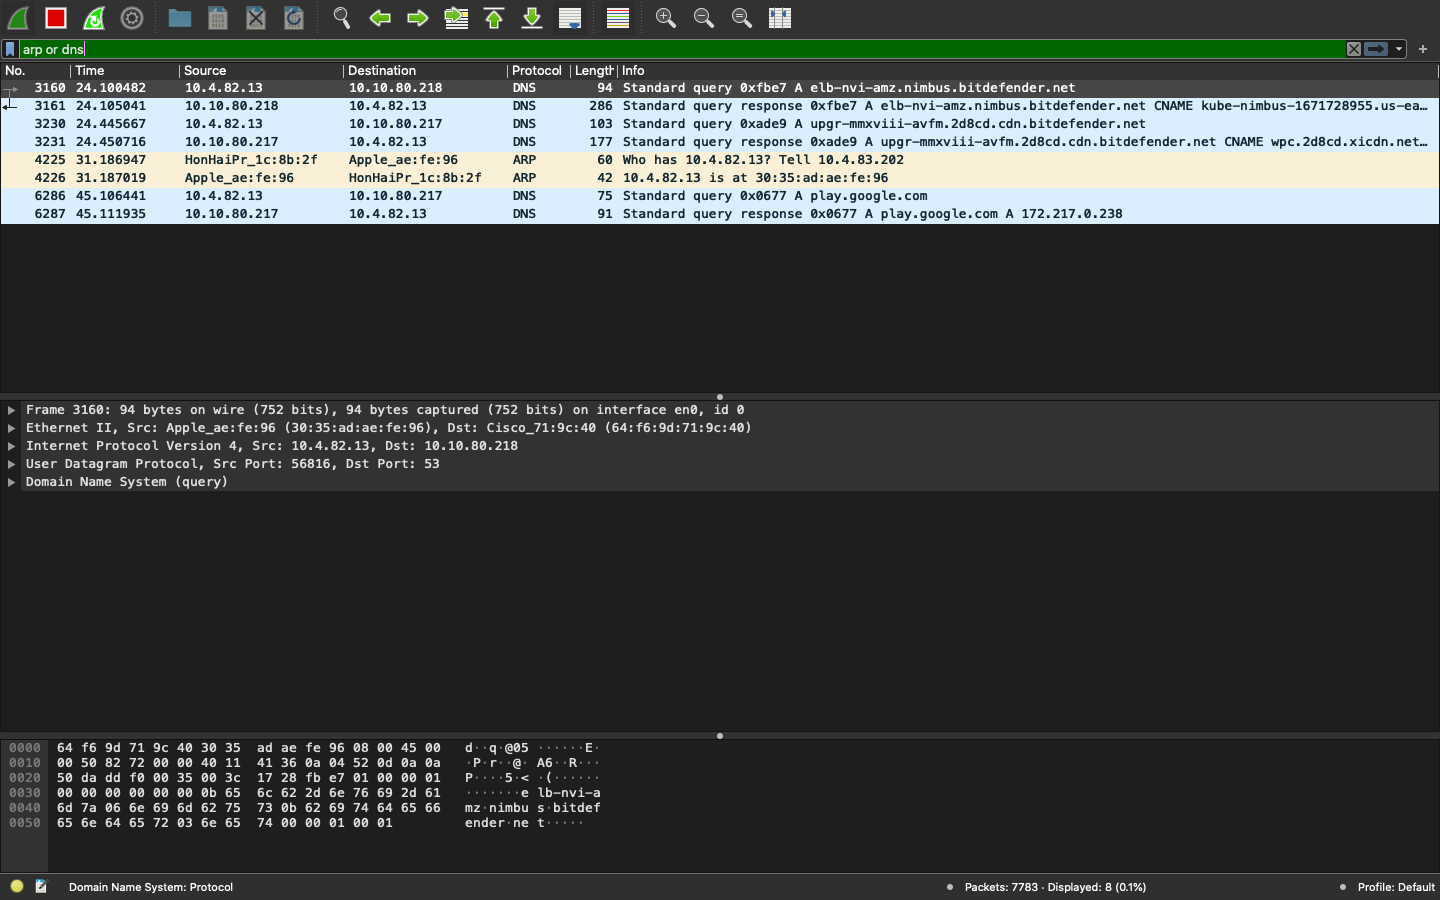 arp or dns
No. Time Source Destination Protocol Length Info
3160 24.100482 10.4.82.13 10.10.80.218 DNS 94 Standard query 0xfbe7 A elb-nvi-amz.nimbus.bitdefender.net
3161 24.105041 10.10.80.218 10.4.82.13 DNS 286 Standard query response 0xfbe7 A elb-nvi-amz.nimbus.bitdefender.net CNAME kube-nimbus-1671728955.us-ea…
3230 24.445667 10.4.82.13 10.10.80.217 DNS 103 Standard query 0xade9 A upgr-mmxviii-avfm.2d8cd.cdn.bitdefender.net
3231 24.450716 10.10.80.217 10.4.82.13 DNS 177 Standard query response 0xade9 A upgr-mmxviii-avfm.2d8cd.cdn.bitdefender.net CNAME wpc.2d8cd.xicdn.net…
4225 31.186947 HonHaiPr_1c:8b:2f Apple_ae:fe:96 ARP 60 Who has 10.4.82.13? Tell 10.4.83.202
4226 31.187019 Apple_ae:fe:96 HonHaiPr_1c:8b:2f ARP 42 10.4.82.13 is at 30:35:ad:ae:fe:96
6286 45.106441 10.4.82.13 10.10.80.217 DNS 75 Standard query 0x0677 A play.google.com
6287 45.111935 10.10.80.217 10.4.82.13 DNS 91 Standard query response 0x0677 A play.google.com A 172.217.0.238
Frame 3160: 94 bytes on wire (752 bits), 94 bytes captured (752 bits) on interface en0, id 0
Ethernet II, Src: Apple_ae:fe:96 (30:35:ad:ae:fe:96), Dst: Cisco_71:9c:40 (64:f6:9d:71:9c:40)
Internet Protocol Version 4, Src: 10.4.82.13, Dst: 10.10.80.218
User Datagram Protocol, Src Port: 56816, Dst Port: 53
Domain Name System (query)
0000 64 f6 9d 71 9c 40 30 35 ad ae fe 96 08 00 45 00 d··q·@05 ······E·
0010 00 50 82 72 00 00 40 11 41 36 0a 04 52 0d 0a 0a ·P·r··@· A6··R···
0020 50 da dd f0 00 35 00 3c 17 28 fb e7 01 00 00 01 P····5·< ·(······
0030 00 00 00 00 00 00 0b 65 6c 62 2d 6e 76 69 2d 61 ·······e lb-nvi-a
0040 6d 7a 06 6e 69 6d 62 75 73 0b 62 69 74 64 65 66 mz·nimbu s·bitdef
0050 65 6e 64 65 72 03 6e 65 74 00 00 01 00 01 ender·ne t·····
Domain Name System: Protocol Packets: 7783 · Displayed: 8 (0.1%) Profile: Default